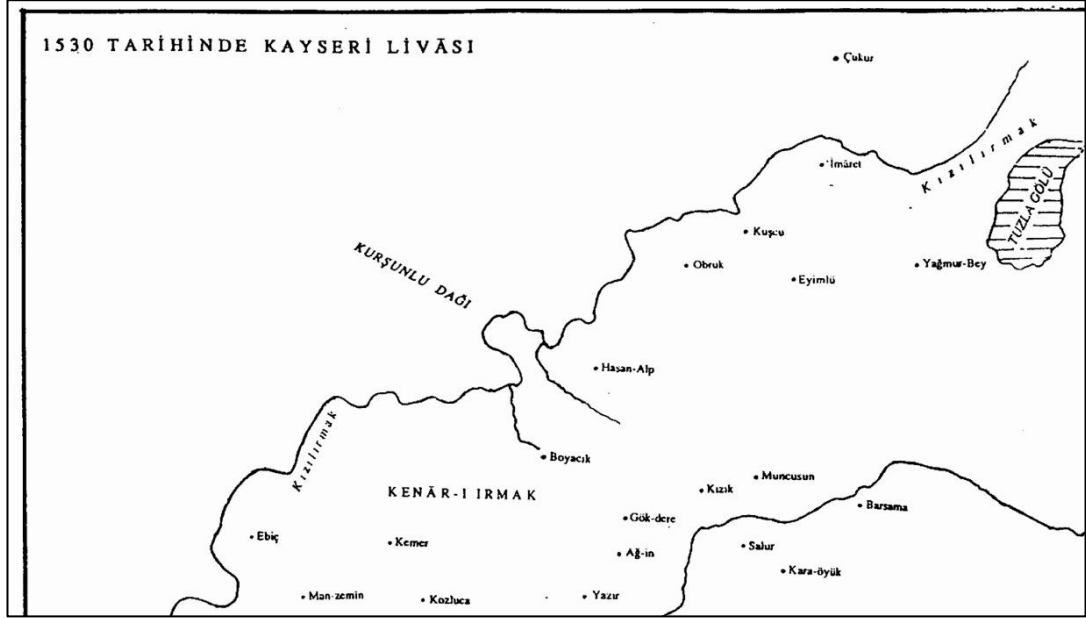 1530 TARİHİNDE KAYSERİ LİVÂSI
Çukur
Kızılırmak
İmâret
TUZLA GÖLÜ
Kuşcu
KURŞUNLU DAĞI
Obruk
Yağmur-Bey
Eyimlü
Hasan-Alp
Kızılırmak
Boyacık
Muncusun
KENÂR-I IRMAK
Kızık
Barsama
Gök-dere
Ebiç
Kemer
Salur
Ağ-in
Kara-öyük
Man-zemin
Kozluca
Yazır